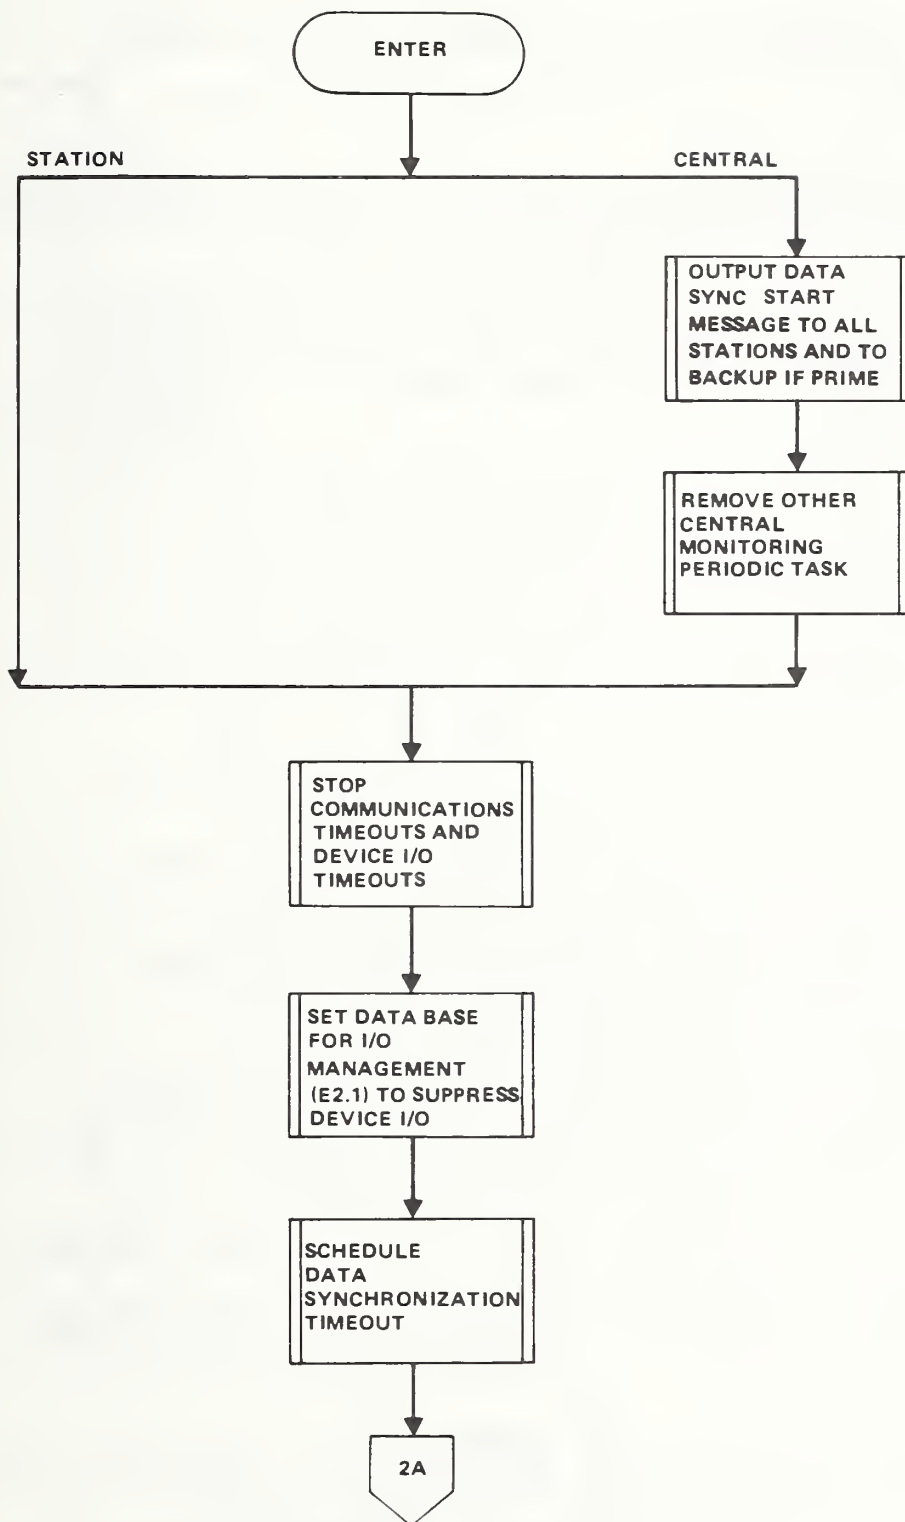 ENTER
STATION
CENTRAL
OUTPUT DATA
SYNC START
MESSAGE TO ALL
STATIONS AND TO
BACKUP IF PRIME
REMOVE OTHER
CENTRAL
MONITORING
PERIODIC TASK
STOP
COMMUNICATIONS
TIMEOUTS AND
DEVICE I/O
TIMEOUTS
SET DATA BASE
FOR I/O
MANAGEMENT
(E2.1) TO SUPPRESS
DEVICE I/O
SCHEDULE
DATA
SYNCHRONIZATION
TIMEOUT
2A